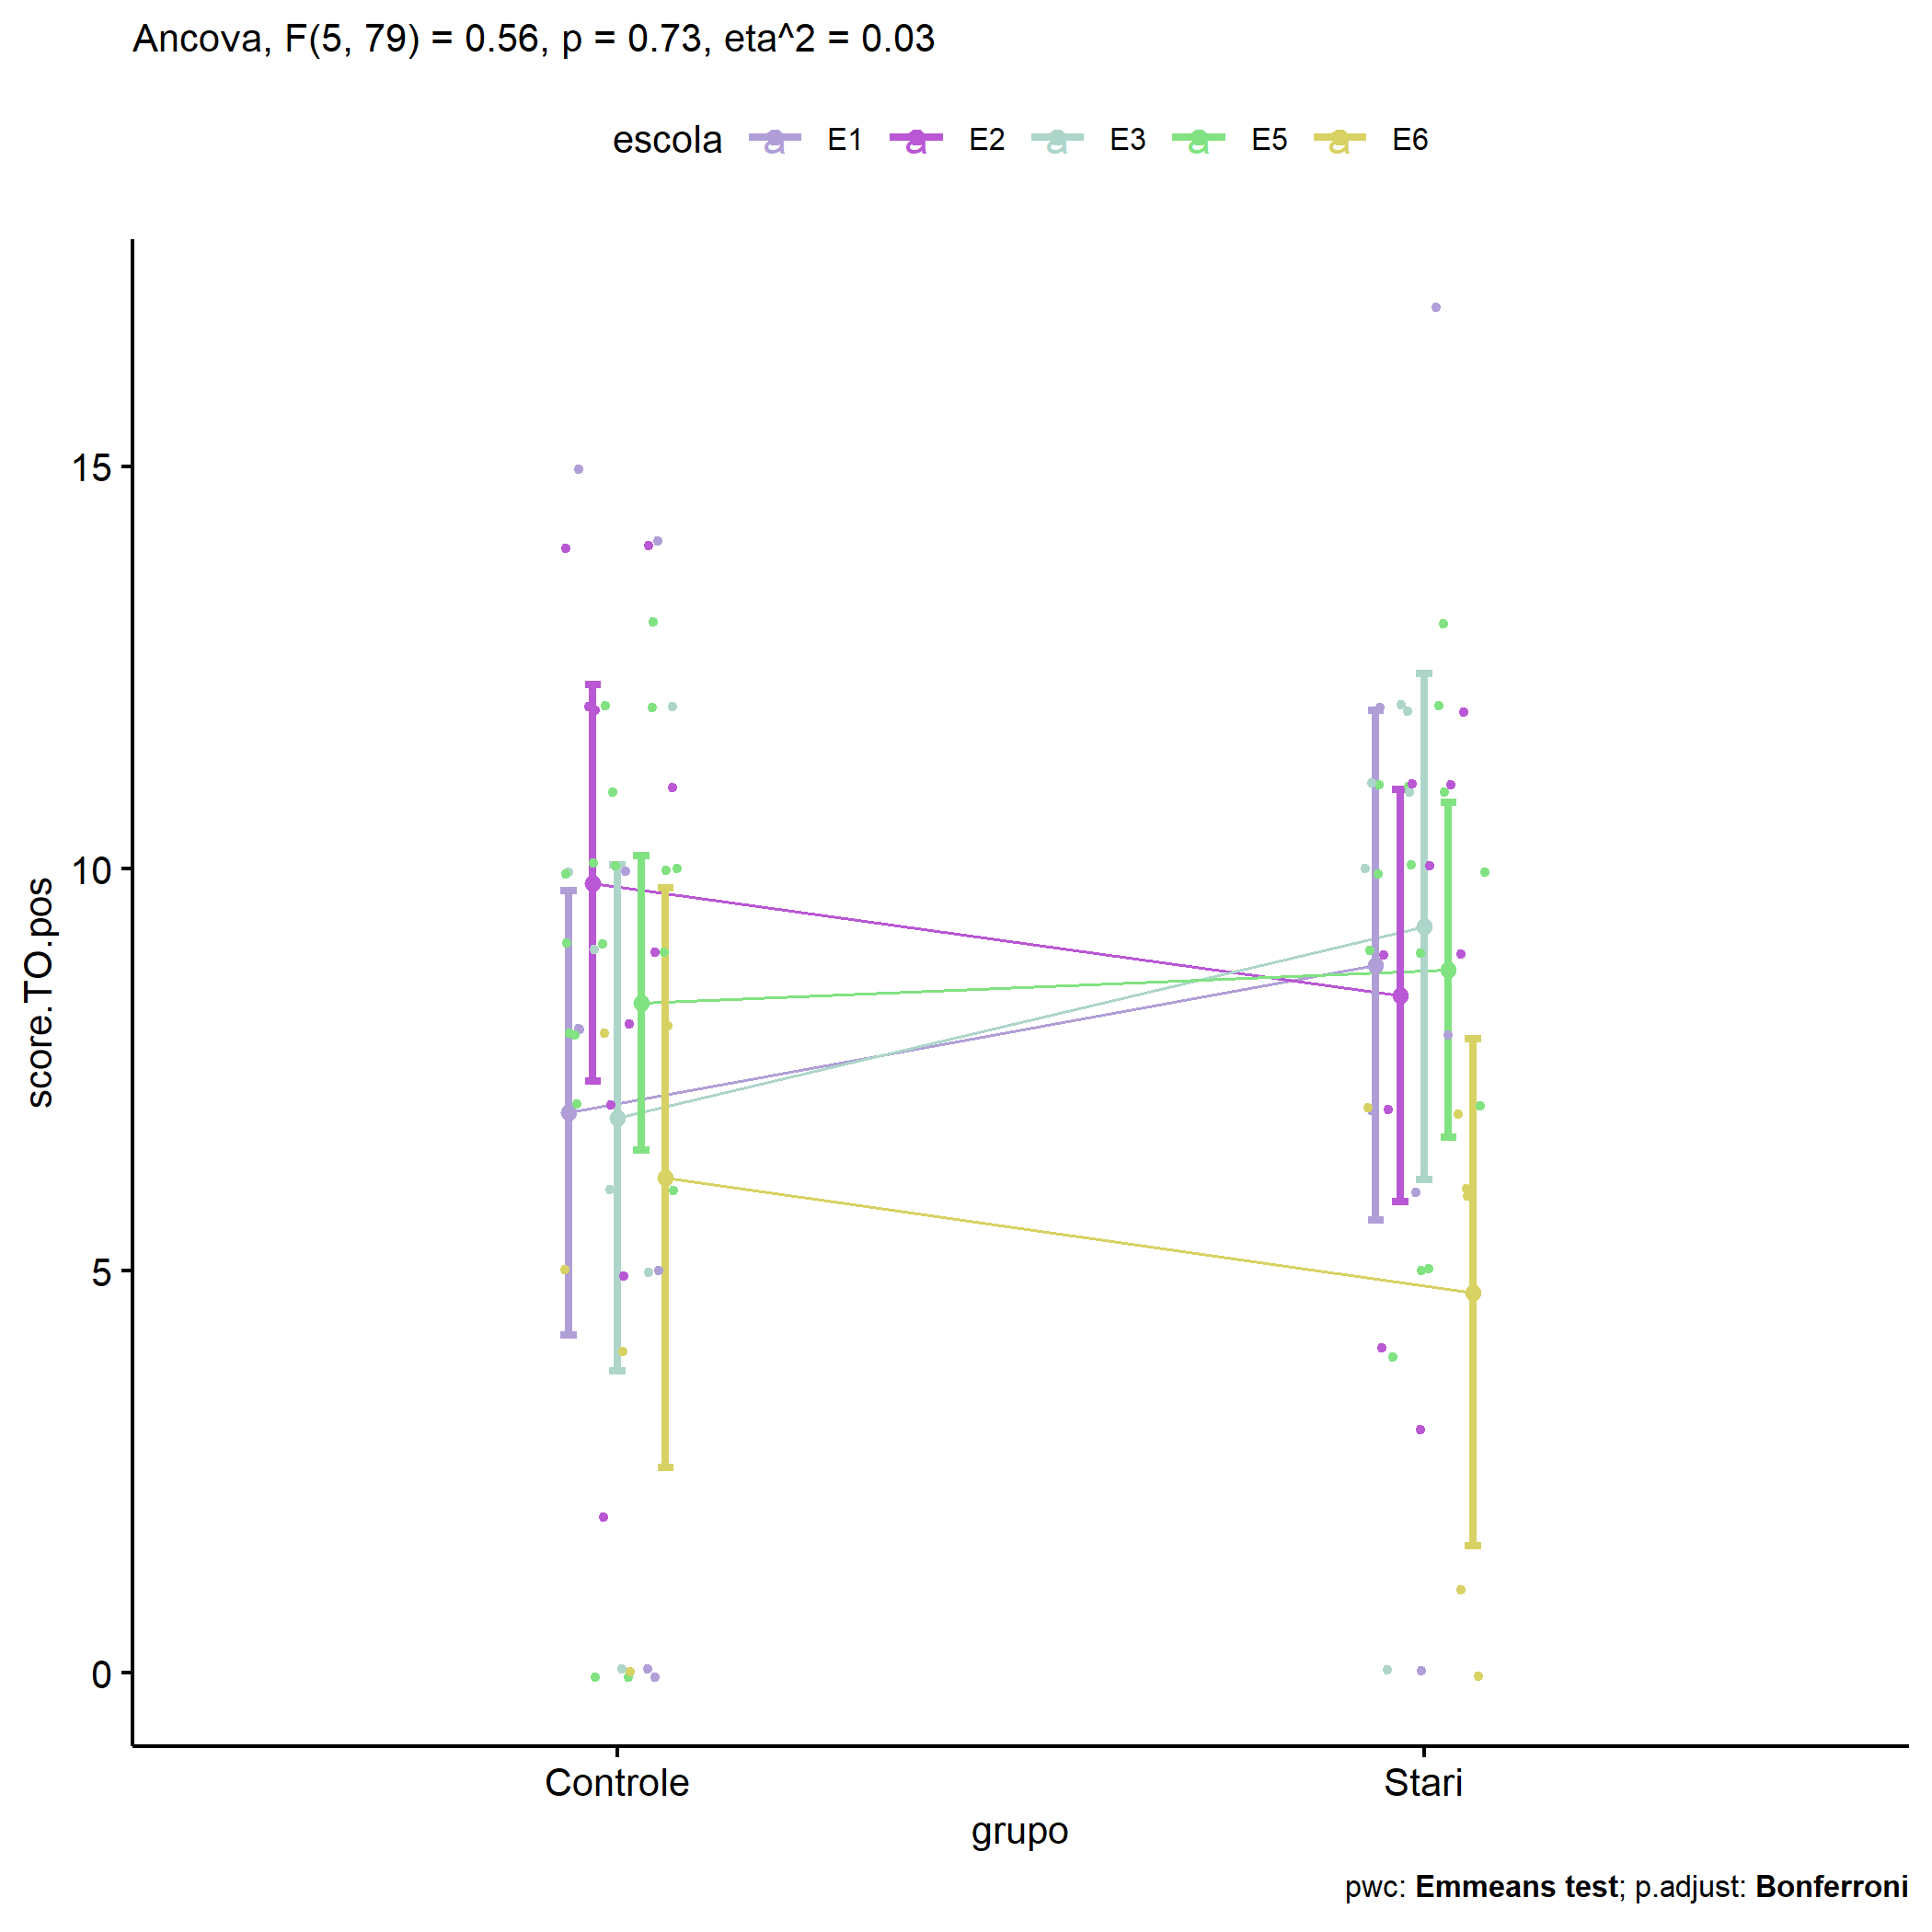 Ancova, F(5, 79) = 0.56, p = 0.73, eta^2 = 0.03
escola a E1 a E2 a E3 a E5 a E6
score.TO.pos
15
10
5
0
Controle Stari
grupo
pwc: Emmeans test; p.adjust: Bonferroni